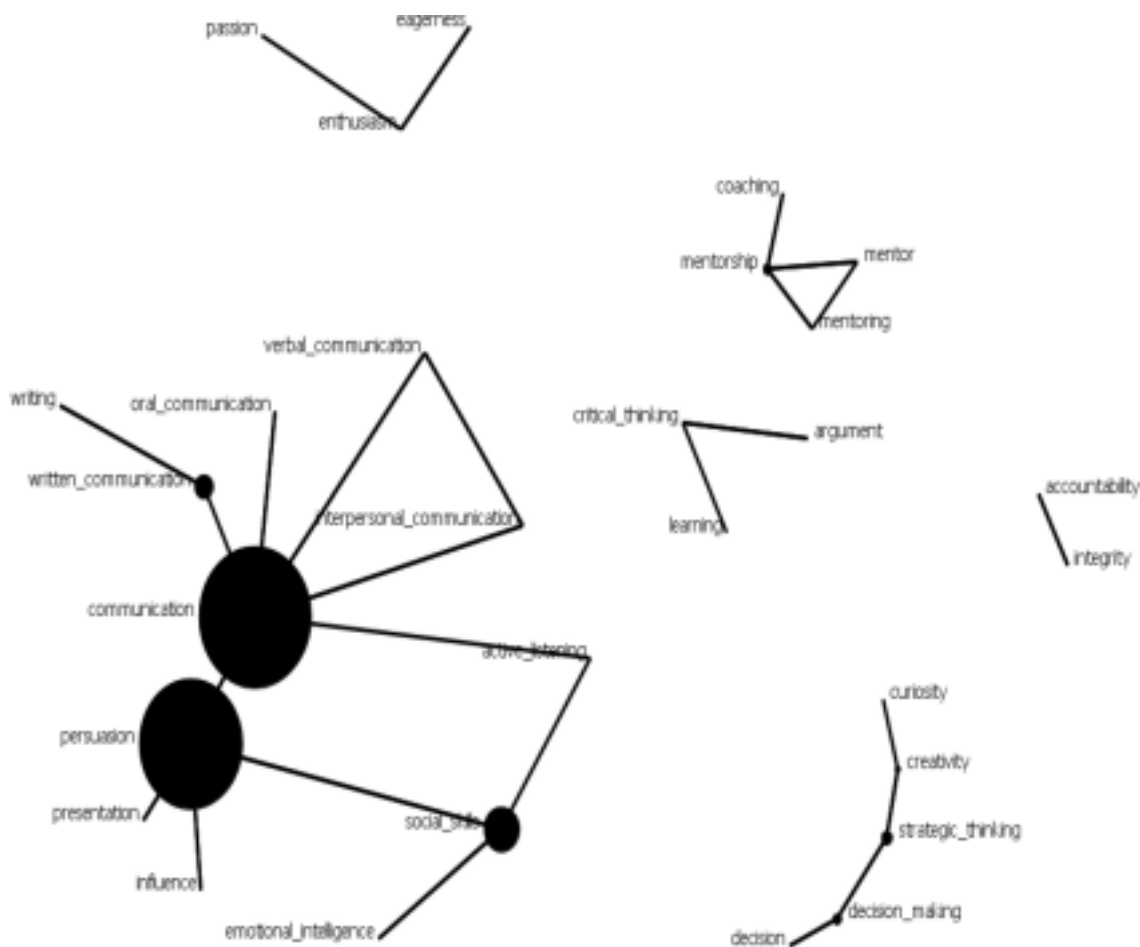 eagerness
passion
enthusiasm
coaching
mentorship
mentor
mentoring
verbal_communication
writing
oral_communication
critical_thinking
argument
written_communication
accountability
interpersonal_communication
learning
integrity
communication
active_listening
curiosity
persuasion
creativity
presentation
social_skills
strategic_thinking
influence
decision_making
emotional_intelligence
decision